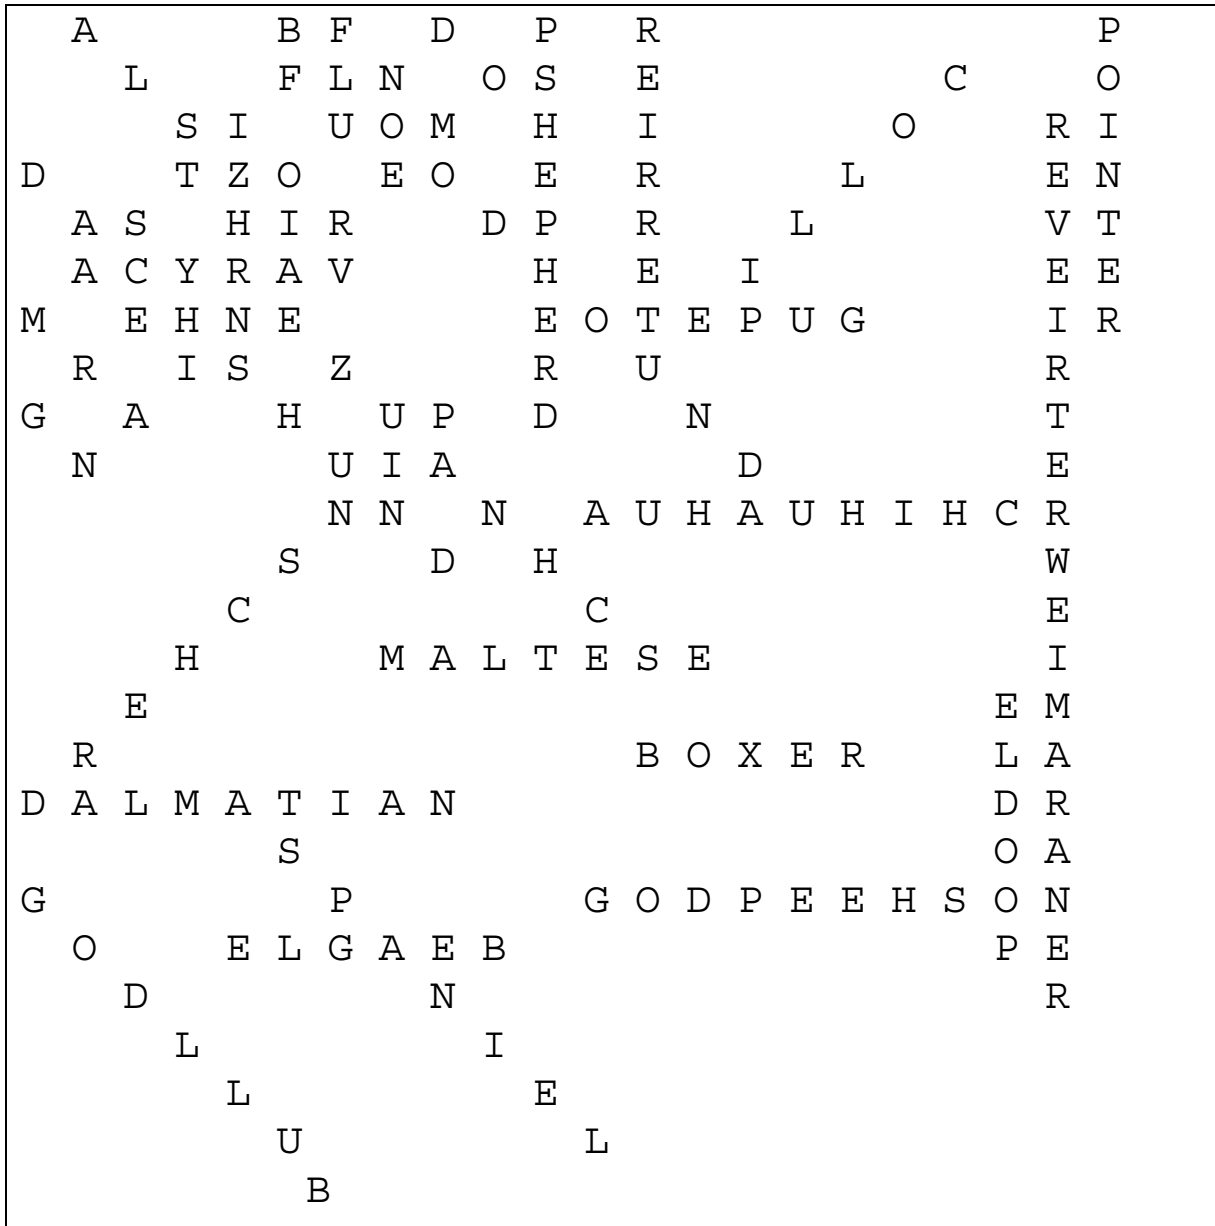 A B F D P R P
L F L N O S E C O
S I U O M H I O R I
D T Z O E O E R L E N
A S H I R D P R L V T
A C Y R A V H E I E E
M E H N E E O T E P U G I R
R I S Z R U R
G A H U P D N T
N U I A D E
N N N A U H A U H I H C R
S D H W
C C E
H M A L T E S E I
E E M
R B O X E R L A
D A L M A T I A N D R
S O A
G P G O D P E E H S O N
O E L G A E B P E
D N R
L I
L E
U L
B